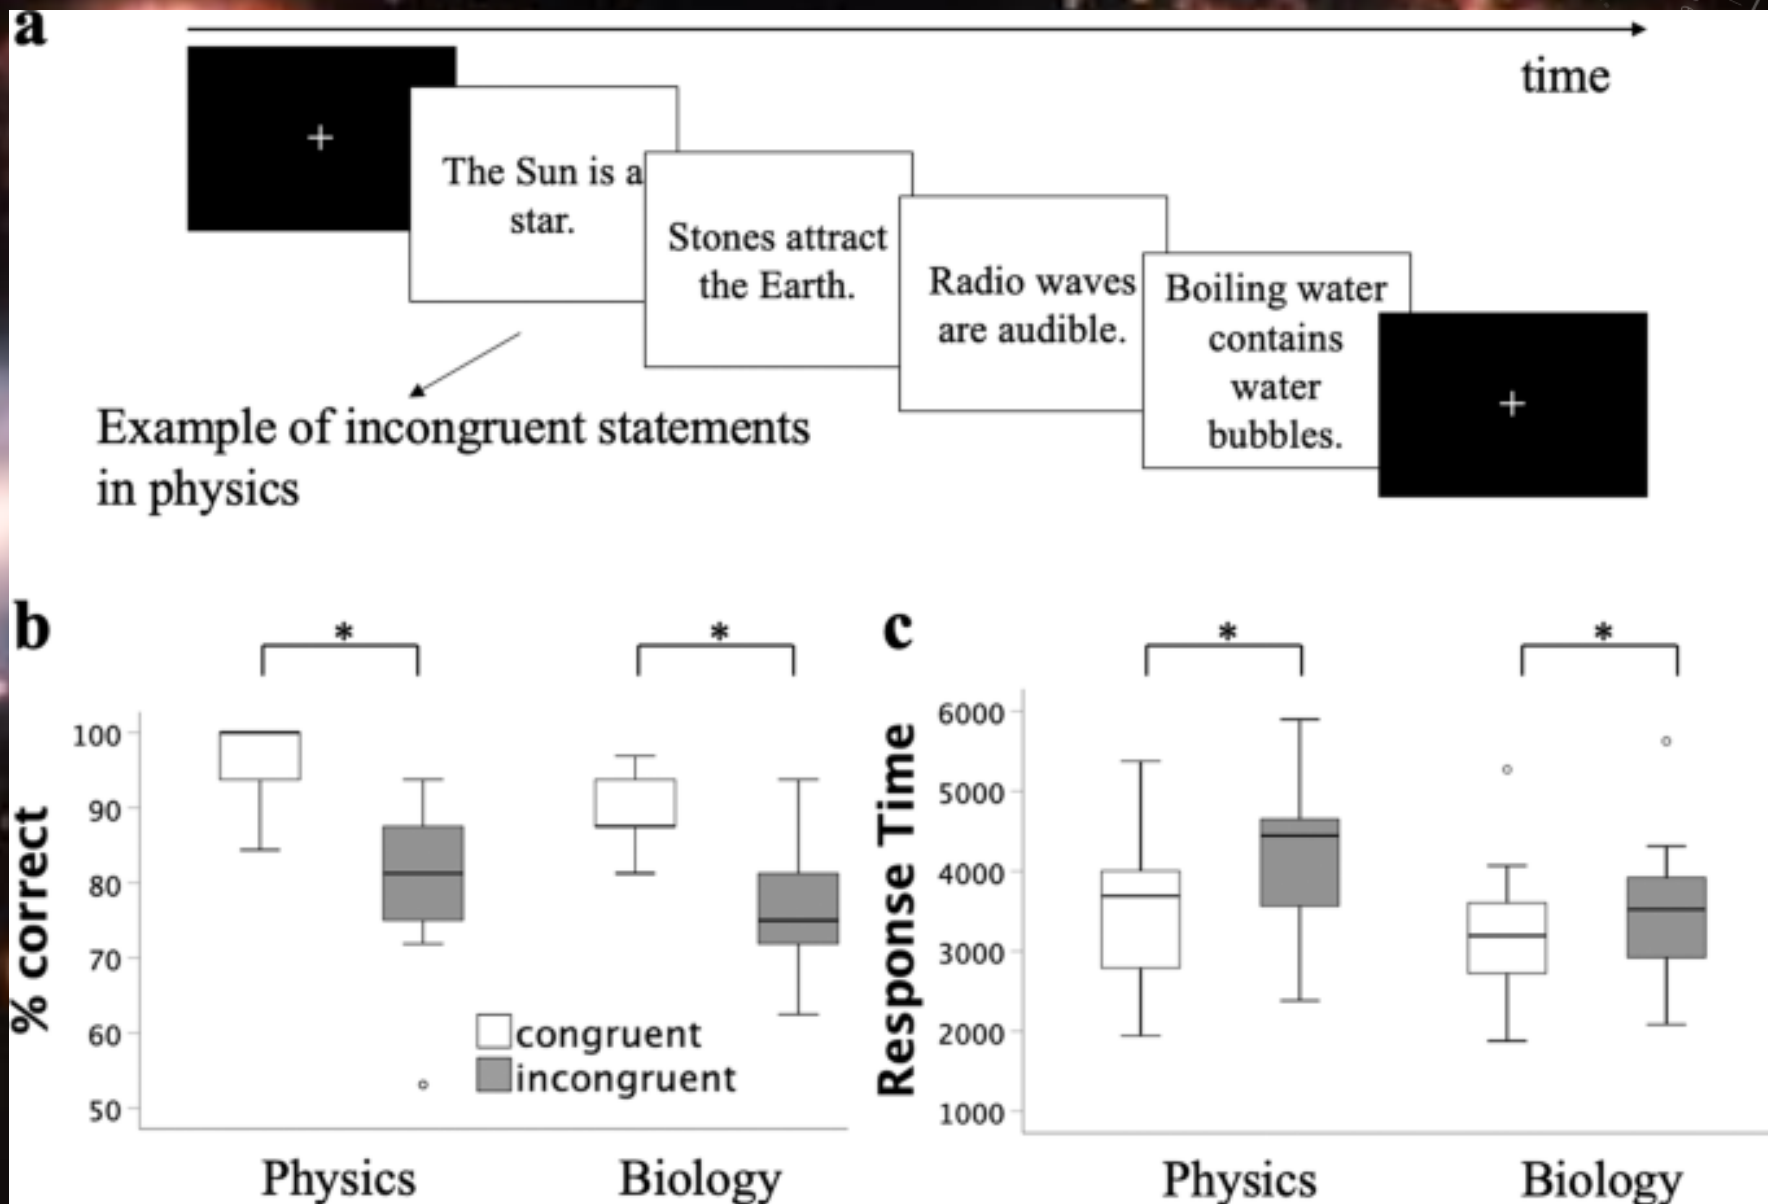 a
time
+
The Sun is a
star.
Stones attract
the Earth.
Radio waves
are audible.
Boiling water
contains
water
bubbles.
+
Example of incongruent statements
in physics
b
*
*
100
90
80
70
60
50
% correct
congruent
incongruent
Physics
Biology
c
*
*
6000
5000
4000
3000
2000
1000
Response Time
Physics
Biology